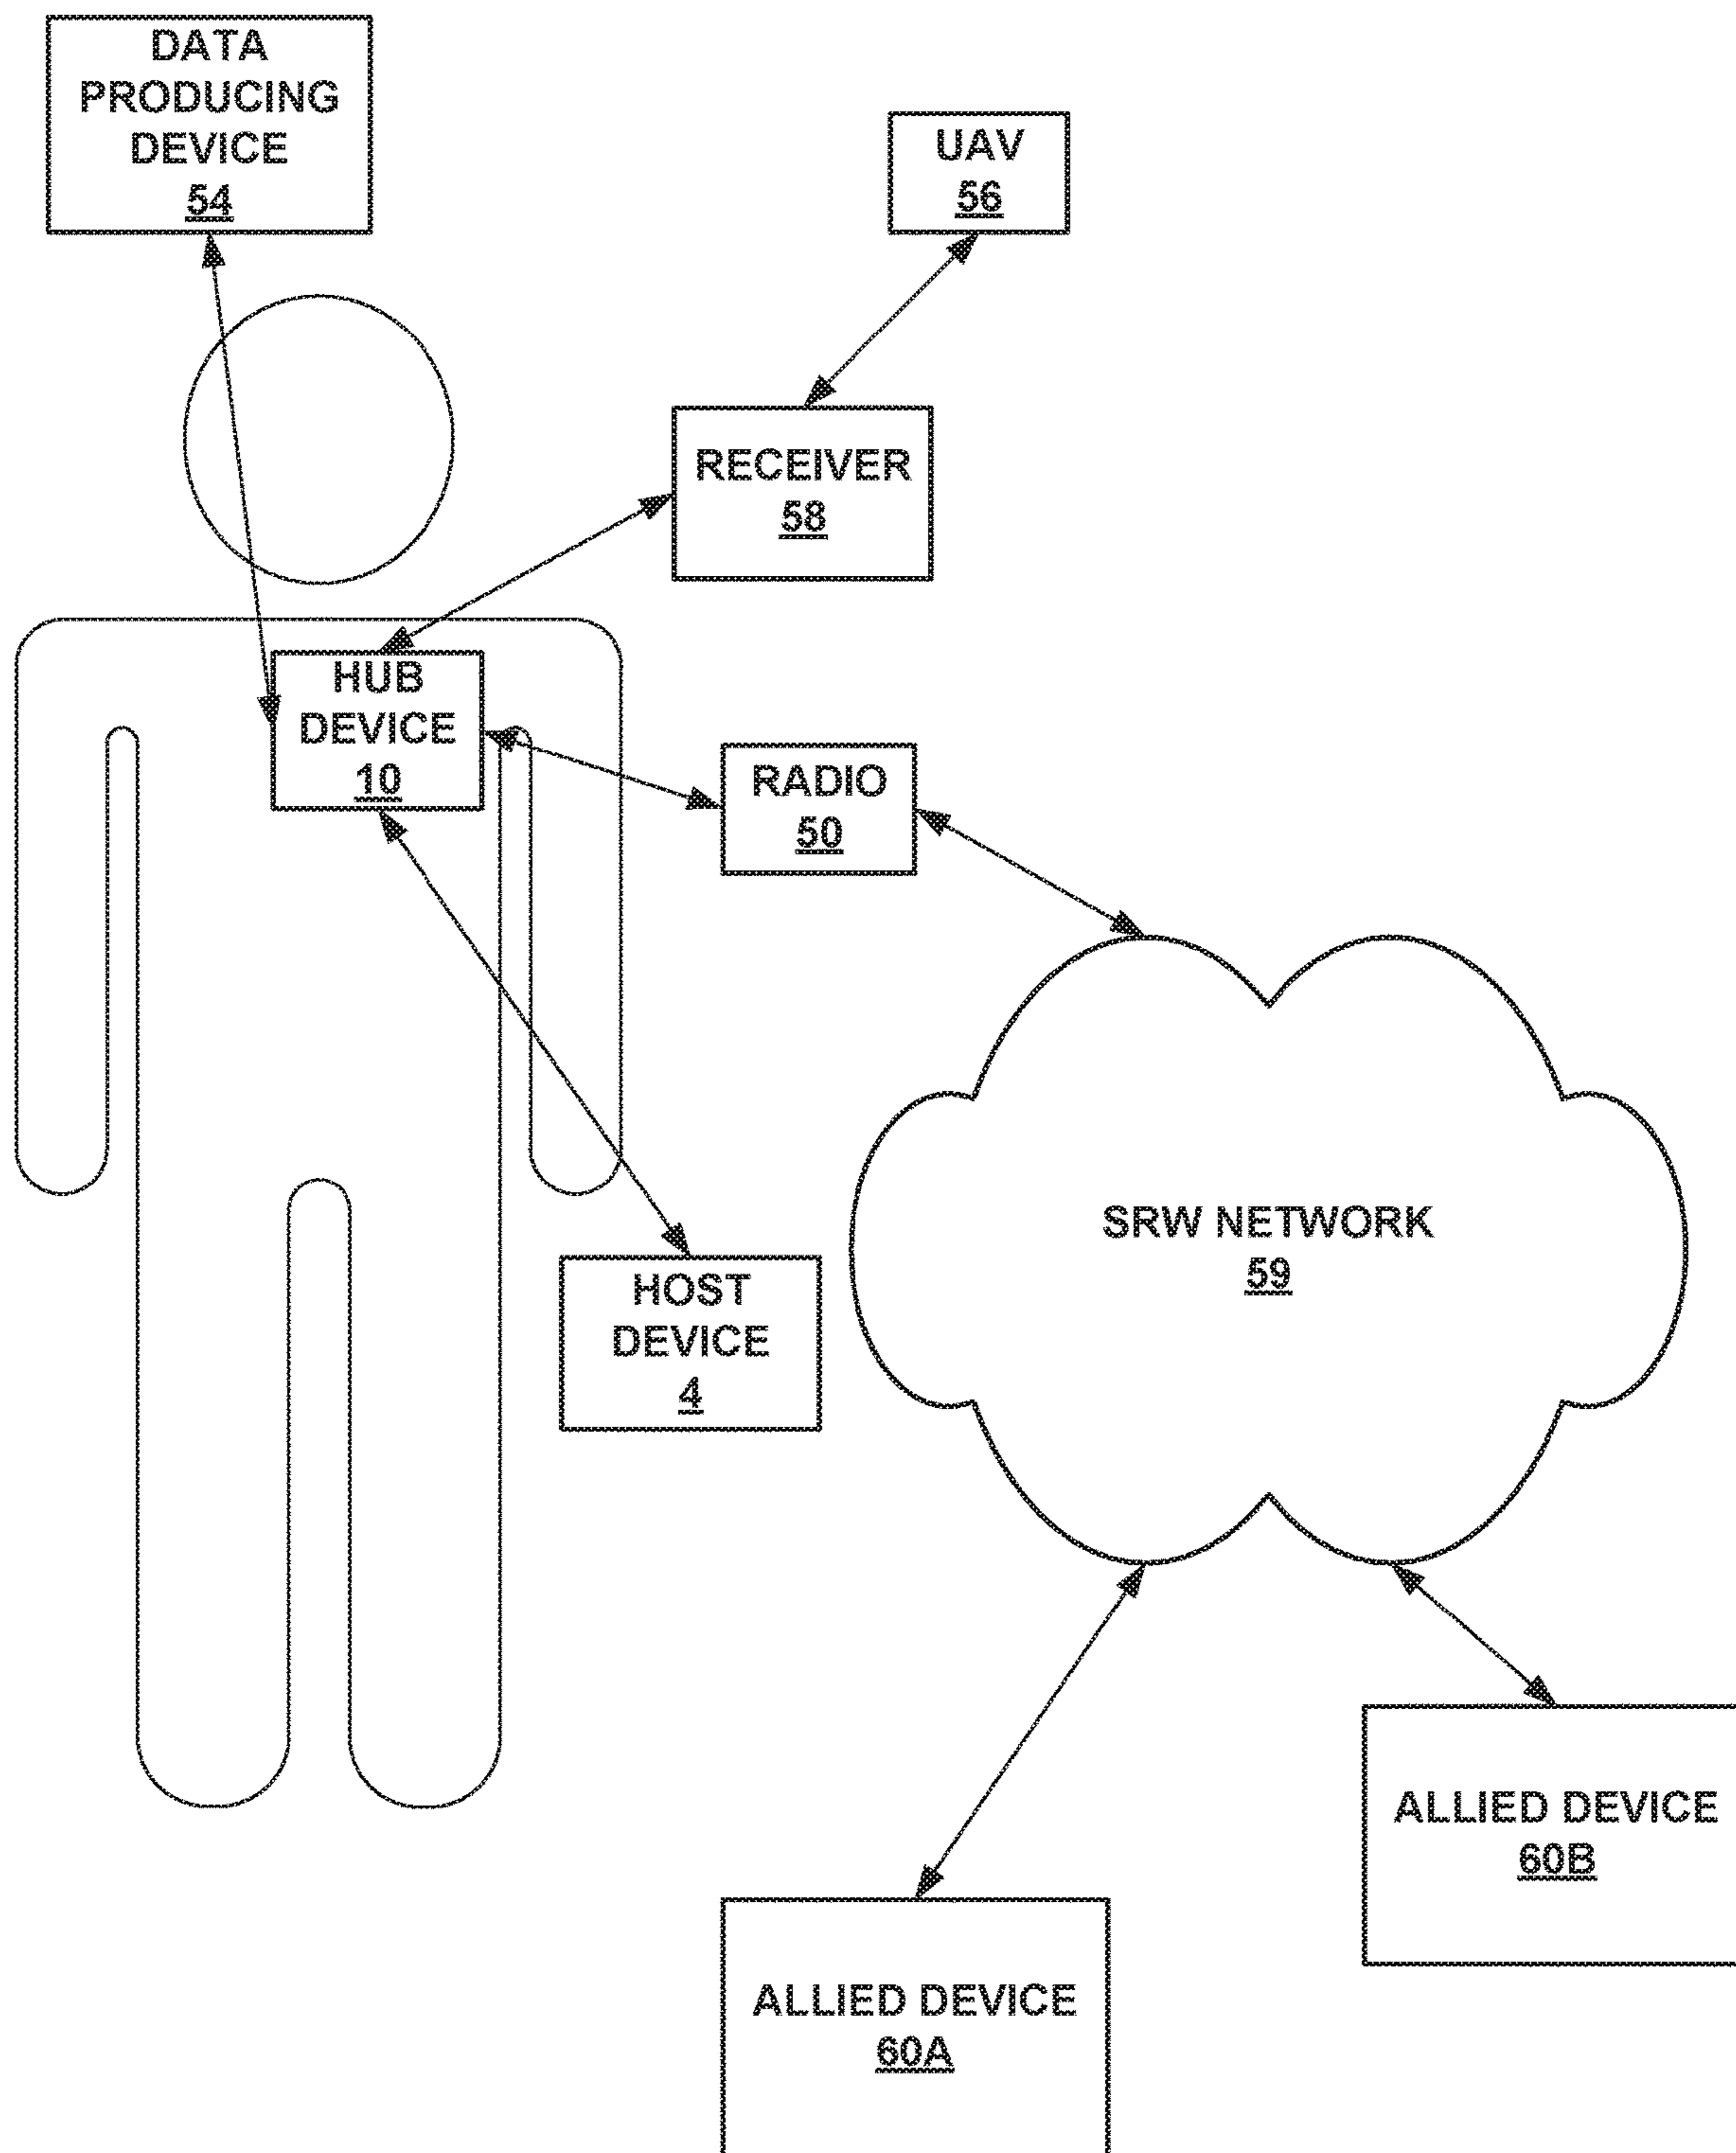 DATA
PRODUCING
DEVICE
54
UAV
56
RECEIVER
58
HUB
DEVICE
10
RADIO
50
SRW NETWORK
59
HOST
DEVICE
4
ALLIED DEVICE
60B
ALLIED DEVICE
60A